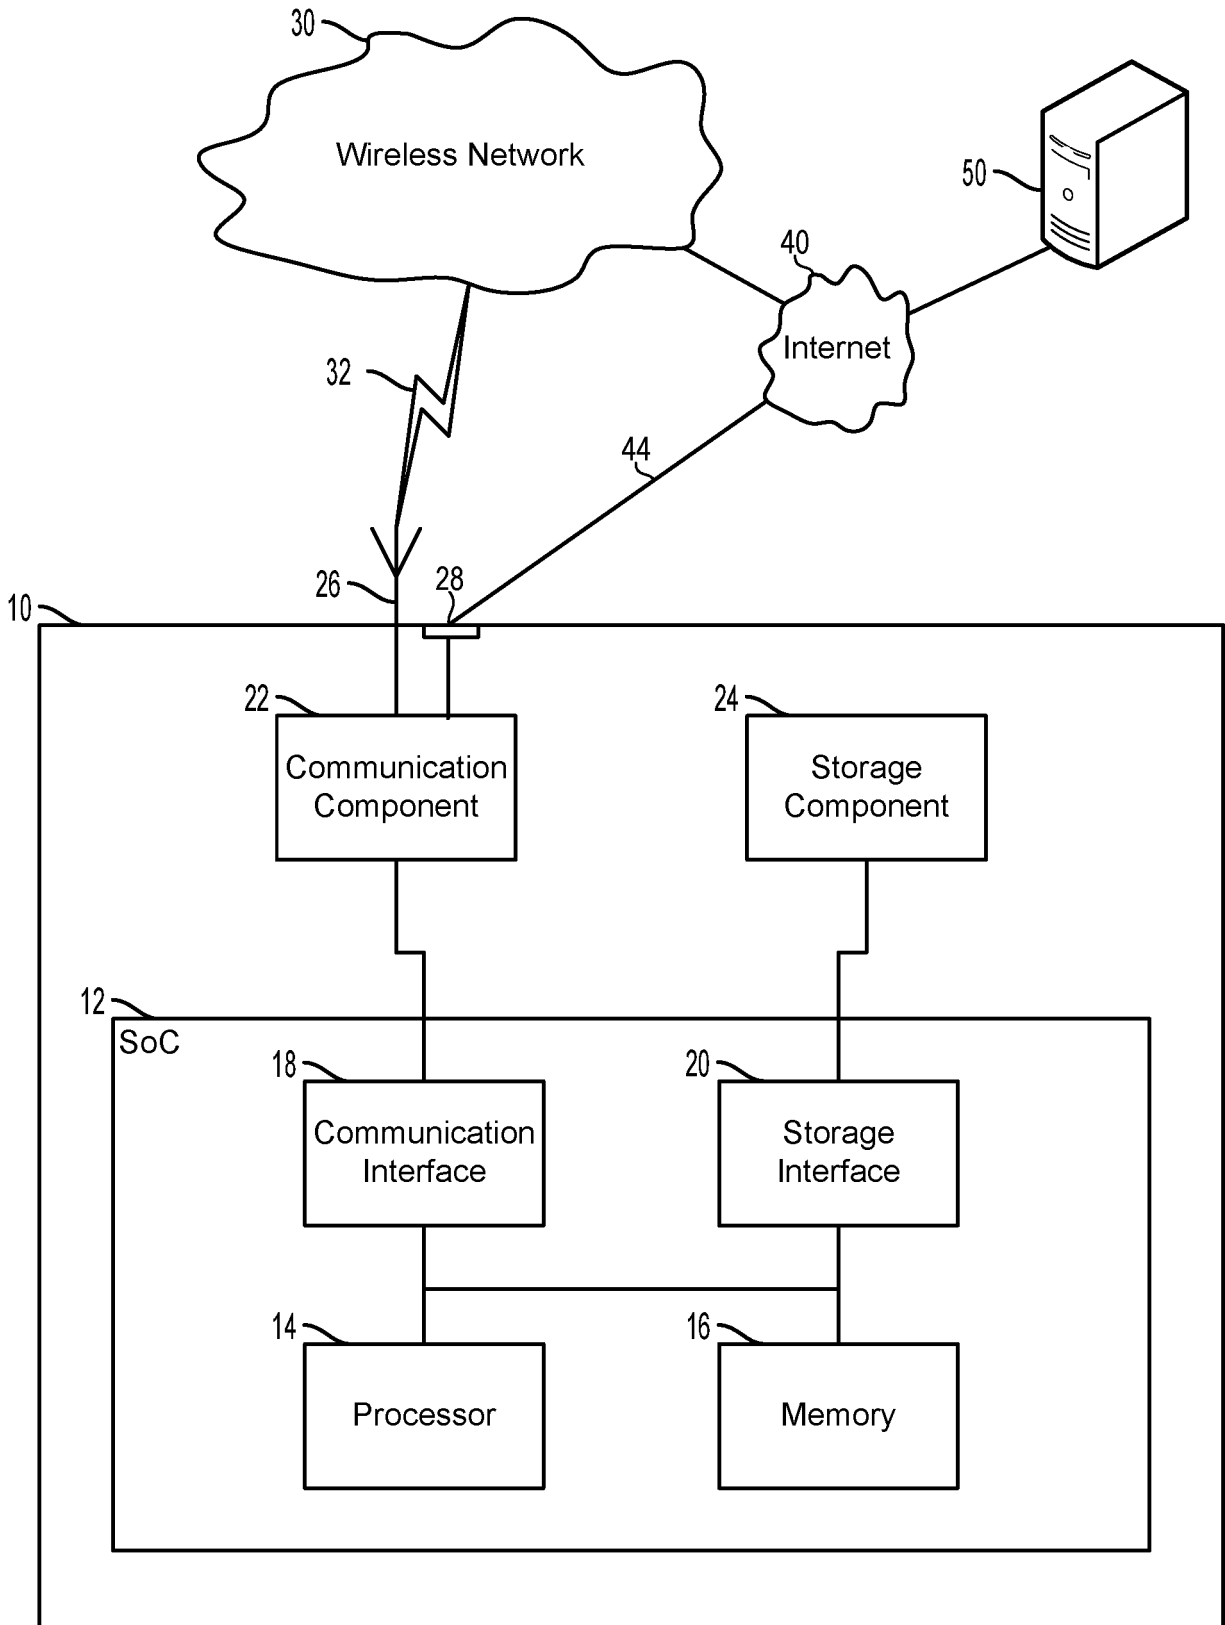 30
Wireless Network
50
40
Internet
32
44
26
28
10
22
24
Communication
Component
Storage
Component
12
SoC
18
20
Communication
Interface
Storage
Interface
14
16
Processor
Memory